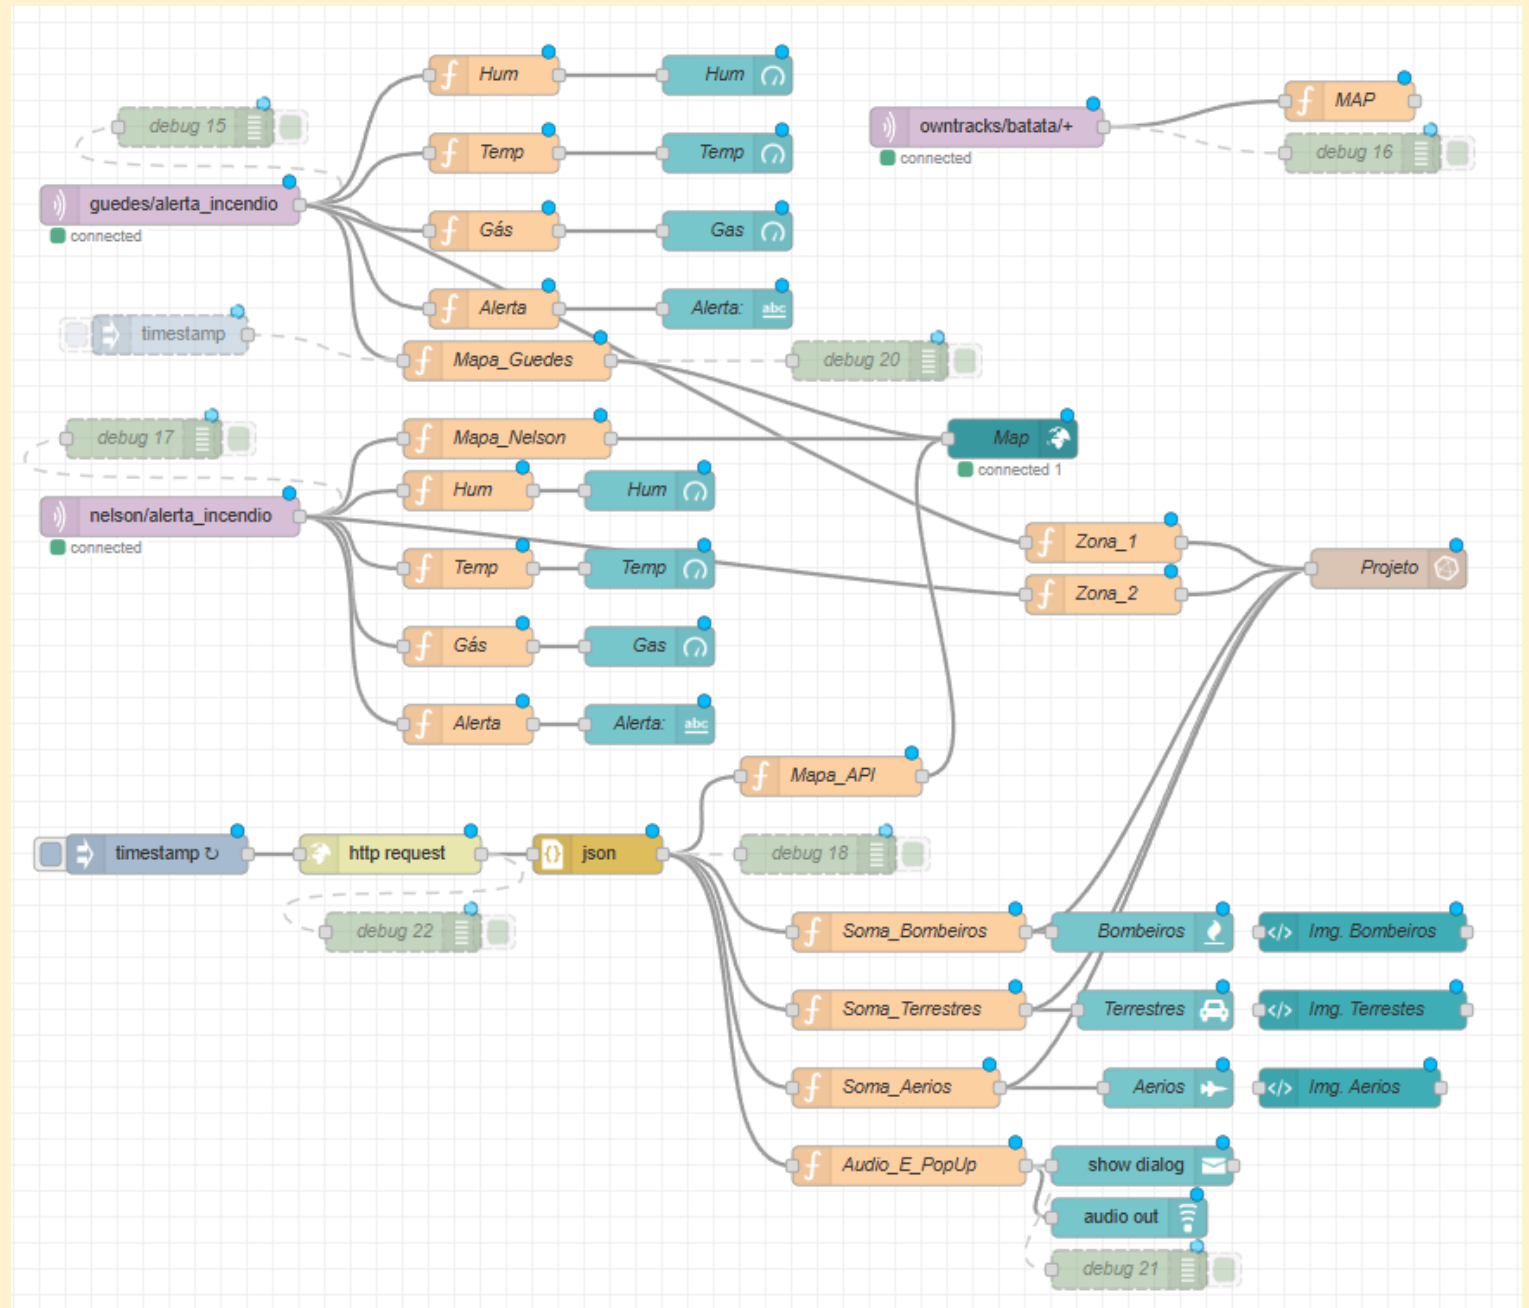 Hum
Hum
debug 15
MAP
owntracks/batata/+
connected
debug 16
Temp
Temp
guedes/alerta_incendio
connected
Gás
Gas
Alerta
Alerta:
abc
timestamp
Mapa_Guedes
debug 20
debug 17
Mapa_Nelson
Map
connected 1
Hum
Hum
nelson/alerta_incendio
connected
Zona_1
Temp
Temp
Projeto
Zona_2
Gás
Gas
Alerta
Alerta:
abc
Mapa_API
timestamp ↻
http request
{}
json
debug 18
debug 22
Soma_Bombeiros
Bombeiros
</>
Img. Bombeiros
Soma_Terrestres
Terrestres
</>
Img. Terrestes
Soma_Aerios
Aerios
</>
Img. Aerios
Audio_E_PopUp
show dialog
audio out
debug 21